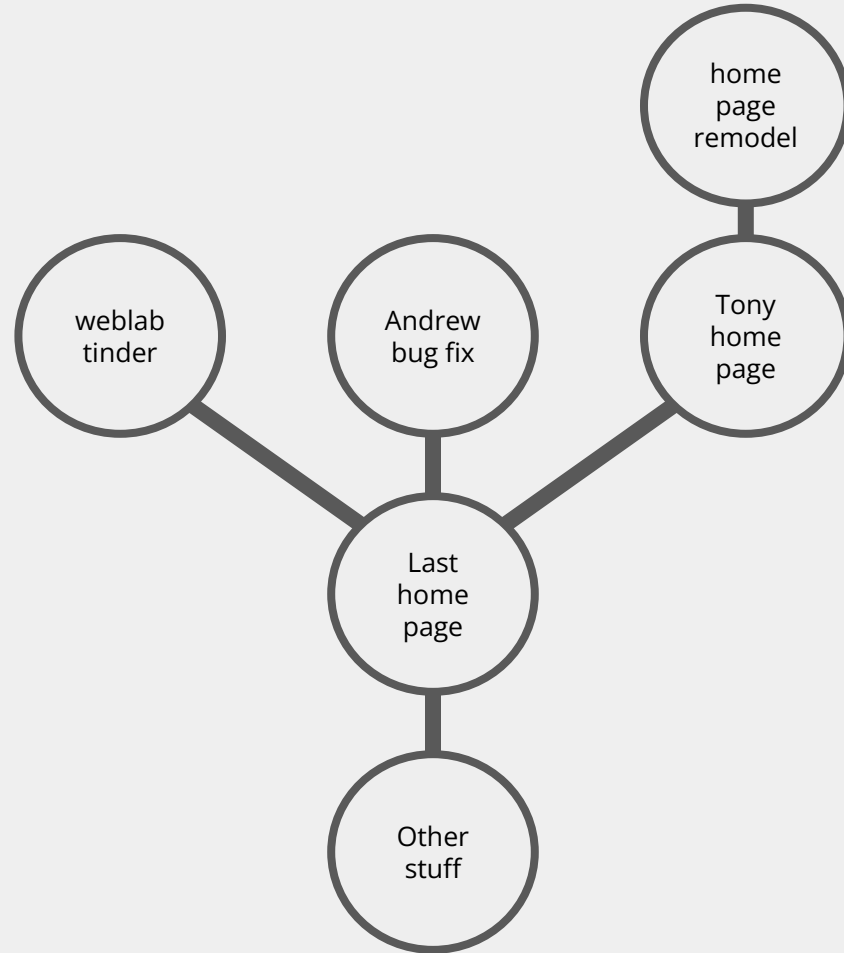 home
page
remodel
weblab
tinder
Andrew
bug fix
Tony
home
page
Last
home
page
Other
stuff